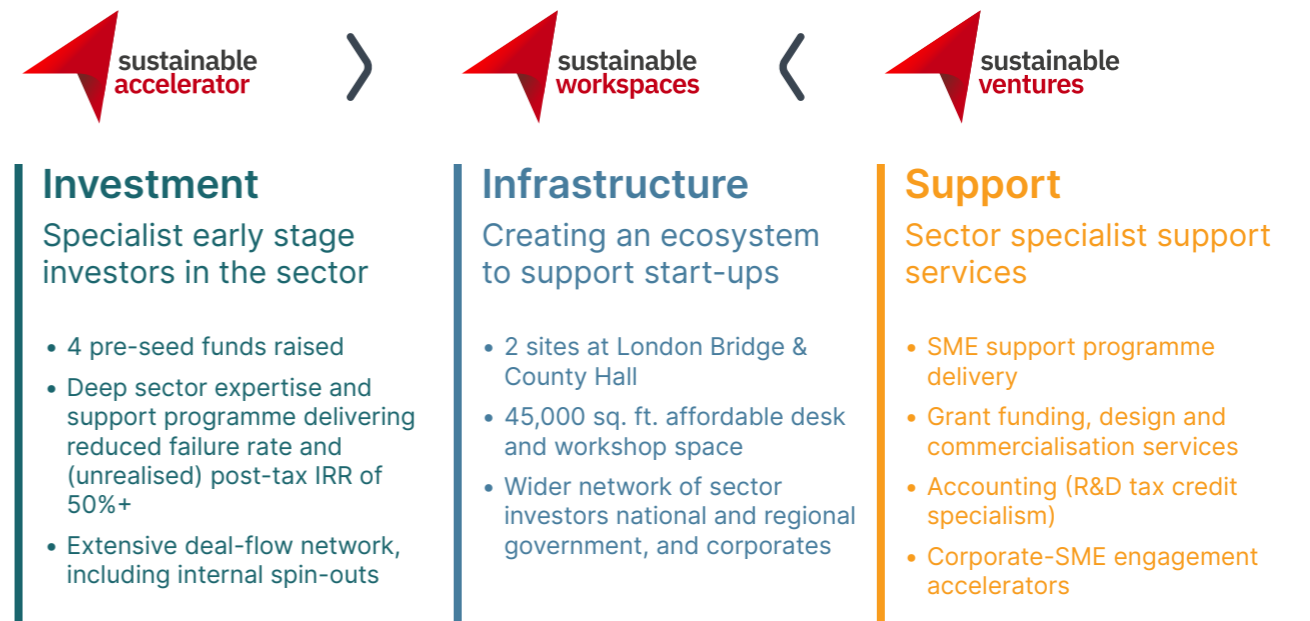 sustainable
accelerator
sustainable
workspaces
sustainable
ventures
Investment
Specialist early stage
investors in the sector
• 4 pre-seed funds raised
• Deep sector expertise and
support programme delivering
reduced failure rate and
(unrealised) post-tax IRR of
50%+
• Extensive deal-flow network,
including internal spin-outs
Infrastructure
Creating an ecosystem
to support start-ups
• 2 sites at London Bridge &
County Hall
• 45,000 sq. ft. affordable desk
and workshop space
• Wider network of sector
investors national and regional
government, and corporates
Support
Sector specialist support
services
• SME support programme
delivery
• Grant funding, design and
commercialisation services
• Accounting (R&D tax credit
specialism)
• Corporate-SME engagement
accelerators